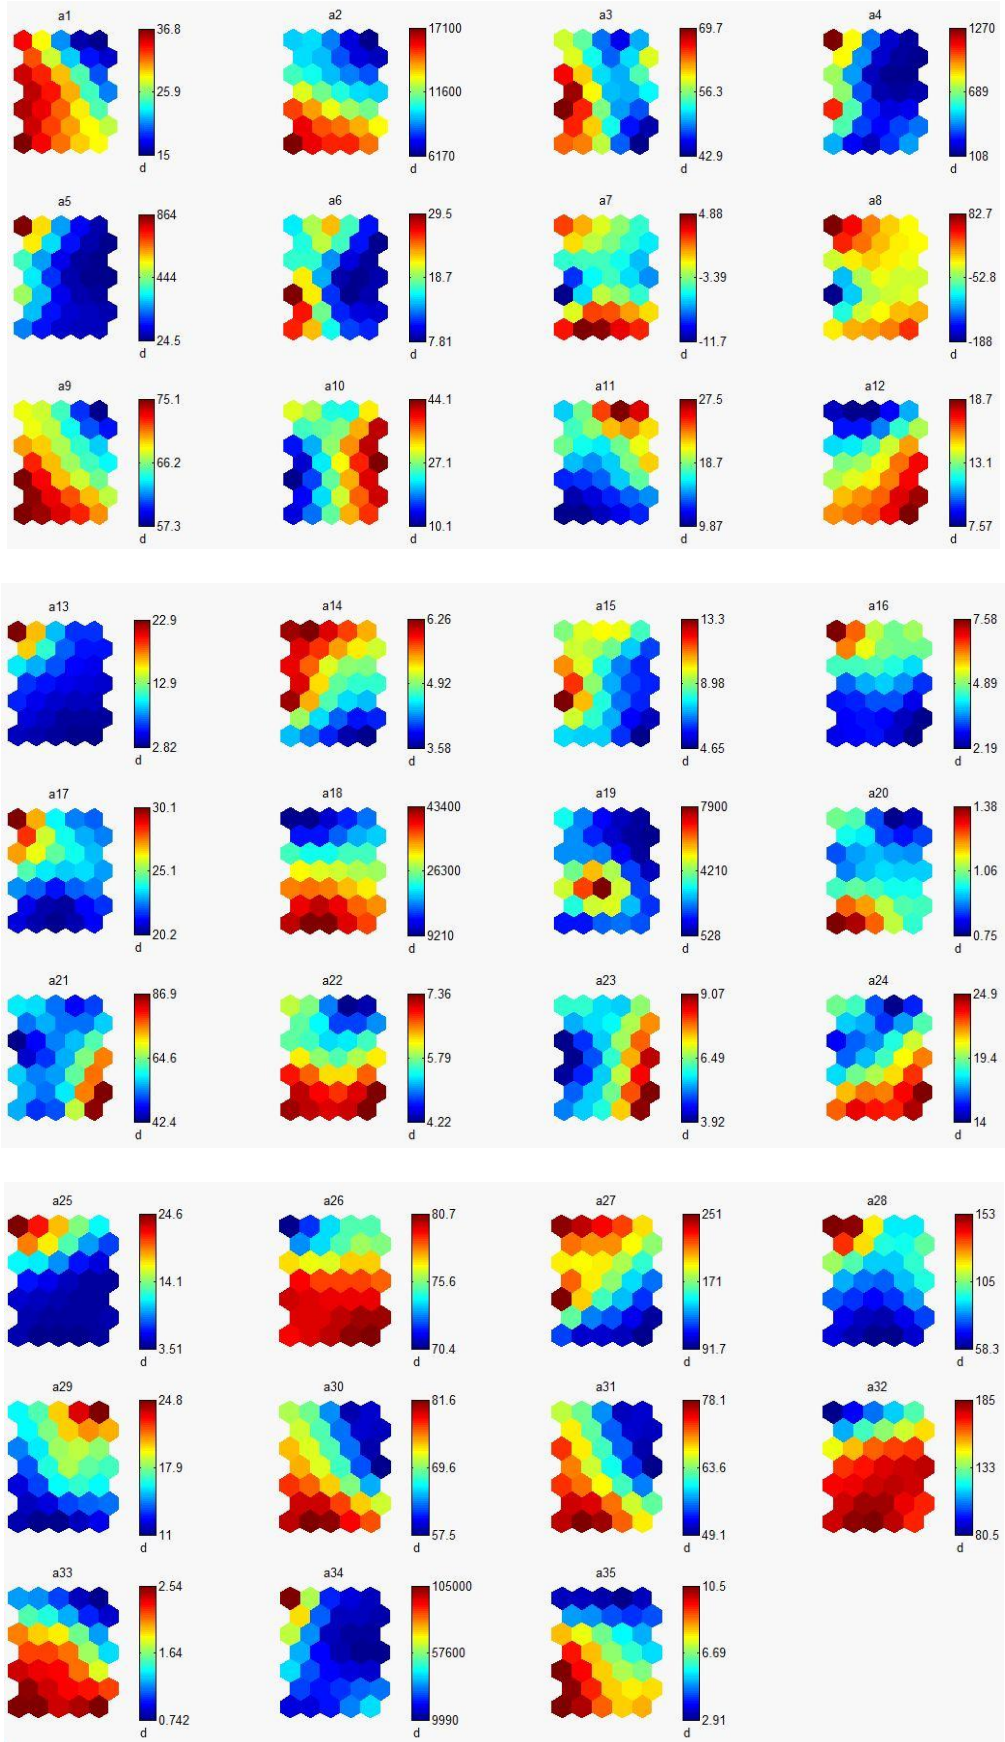 a1 a2 a3 a4
36.8 17100 69.7 1270
25.9 11600 56.3 689
15 6170 42.9 108
d d d d
a5 a6 a7 a8
864 29.5 4.88 82.7
444 18.7 -3.39 -52.8
24.5 7.81 -11.7 -188
d d d d
a9 a10 a11 a12
75.1 44.1 27.5 18.7
66.2 27.1 18.7 13.1
57.3 10.1 9.87 7.57
d d d d
a13 a14 a15 a16
22.9 6.26 13.3 7.58
12.9 4.92 8.98 4.89
2.82 3.58 4.65 2.19
d d d d
a17 a18 a19 a20
30.1 43400 7900 1.38
25.1 26300 4210 1.06
20.2 9210 528 0.75
d d d d
a21 a22 a23 a24
86.9 7.36 9.07 24.9
64.6 5.79 6.49 19.4
42.4 4.22 3.92 14
d d d d
a25 a26 a27 a28
24.6 80.7 251 153
14.1 75.6 171 105
3.51 70.4 91.7 58.3
d d d d
a29 a30 a31 a32
24.8 81.6 78.1 185
17.9 69.6 63.6 133
11 57.5 49.1 80.5
d d d d
a33 a34 a35
2.54 105000 10.5
1.64 57600 6.69
0.742 9990 2.91
d d d